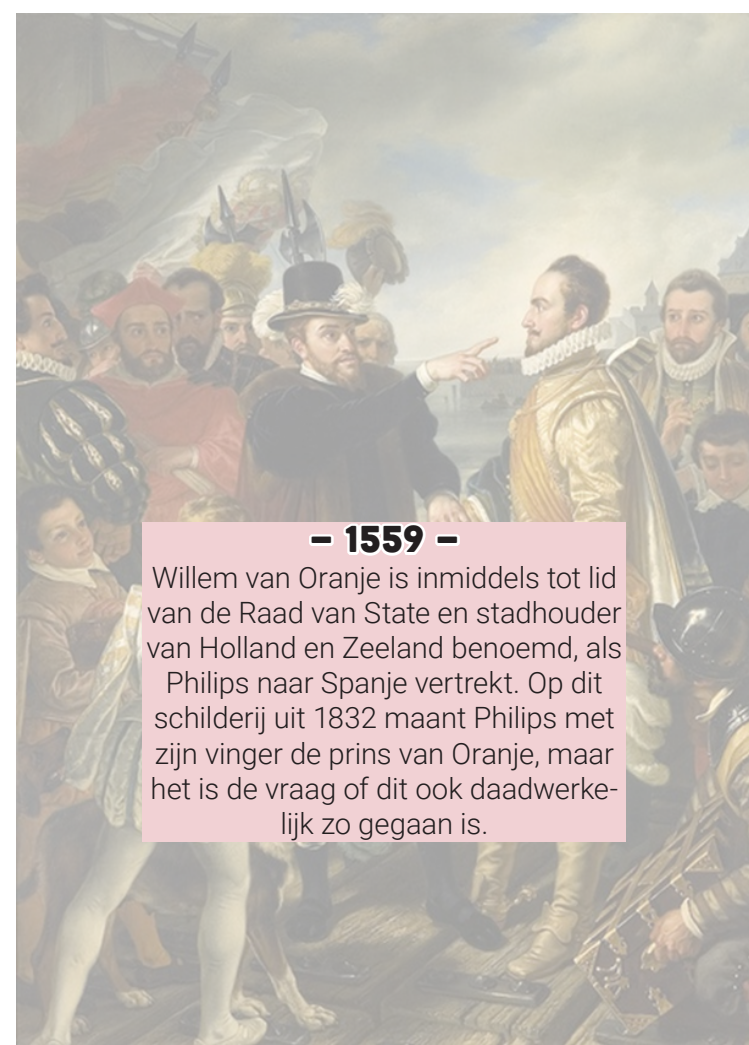 – 1559 –
Willem van Oranje is inmiddels tot lid
van de Raad van State en stadhouder
van Holland en Zeeland benoemd, als
Philips naar Spanje vertrekt. Op dit
schilderij uit 1832 maant Philips met
zijn vinger de prins van Oranje, maar
het is de vraag of dit ook daadwerke-
lijk zo gegaan is.